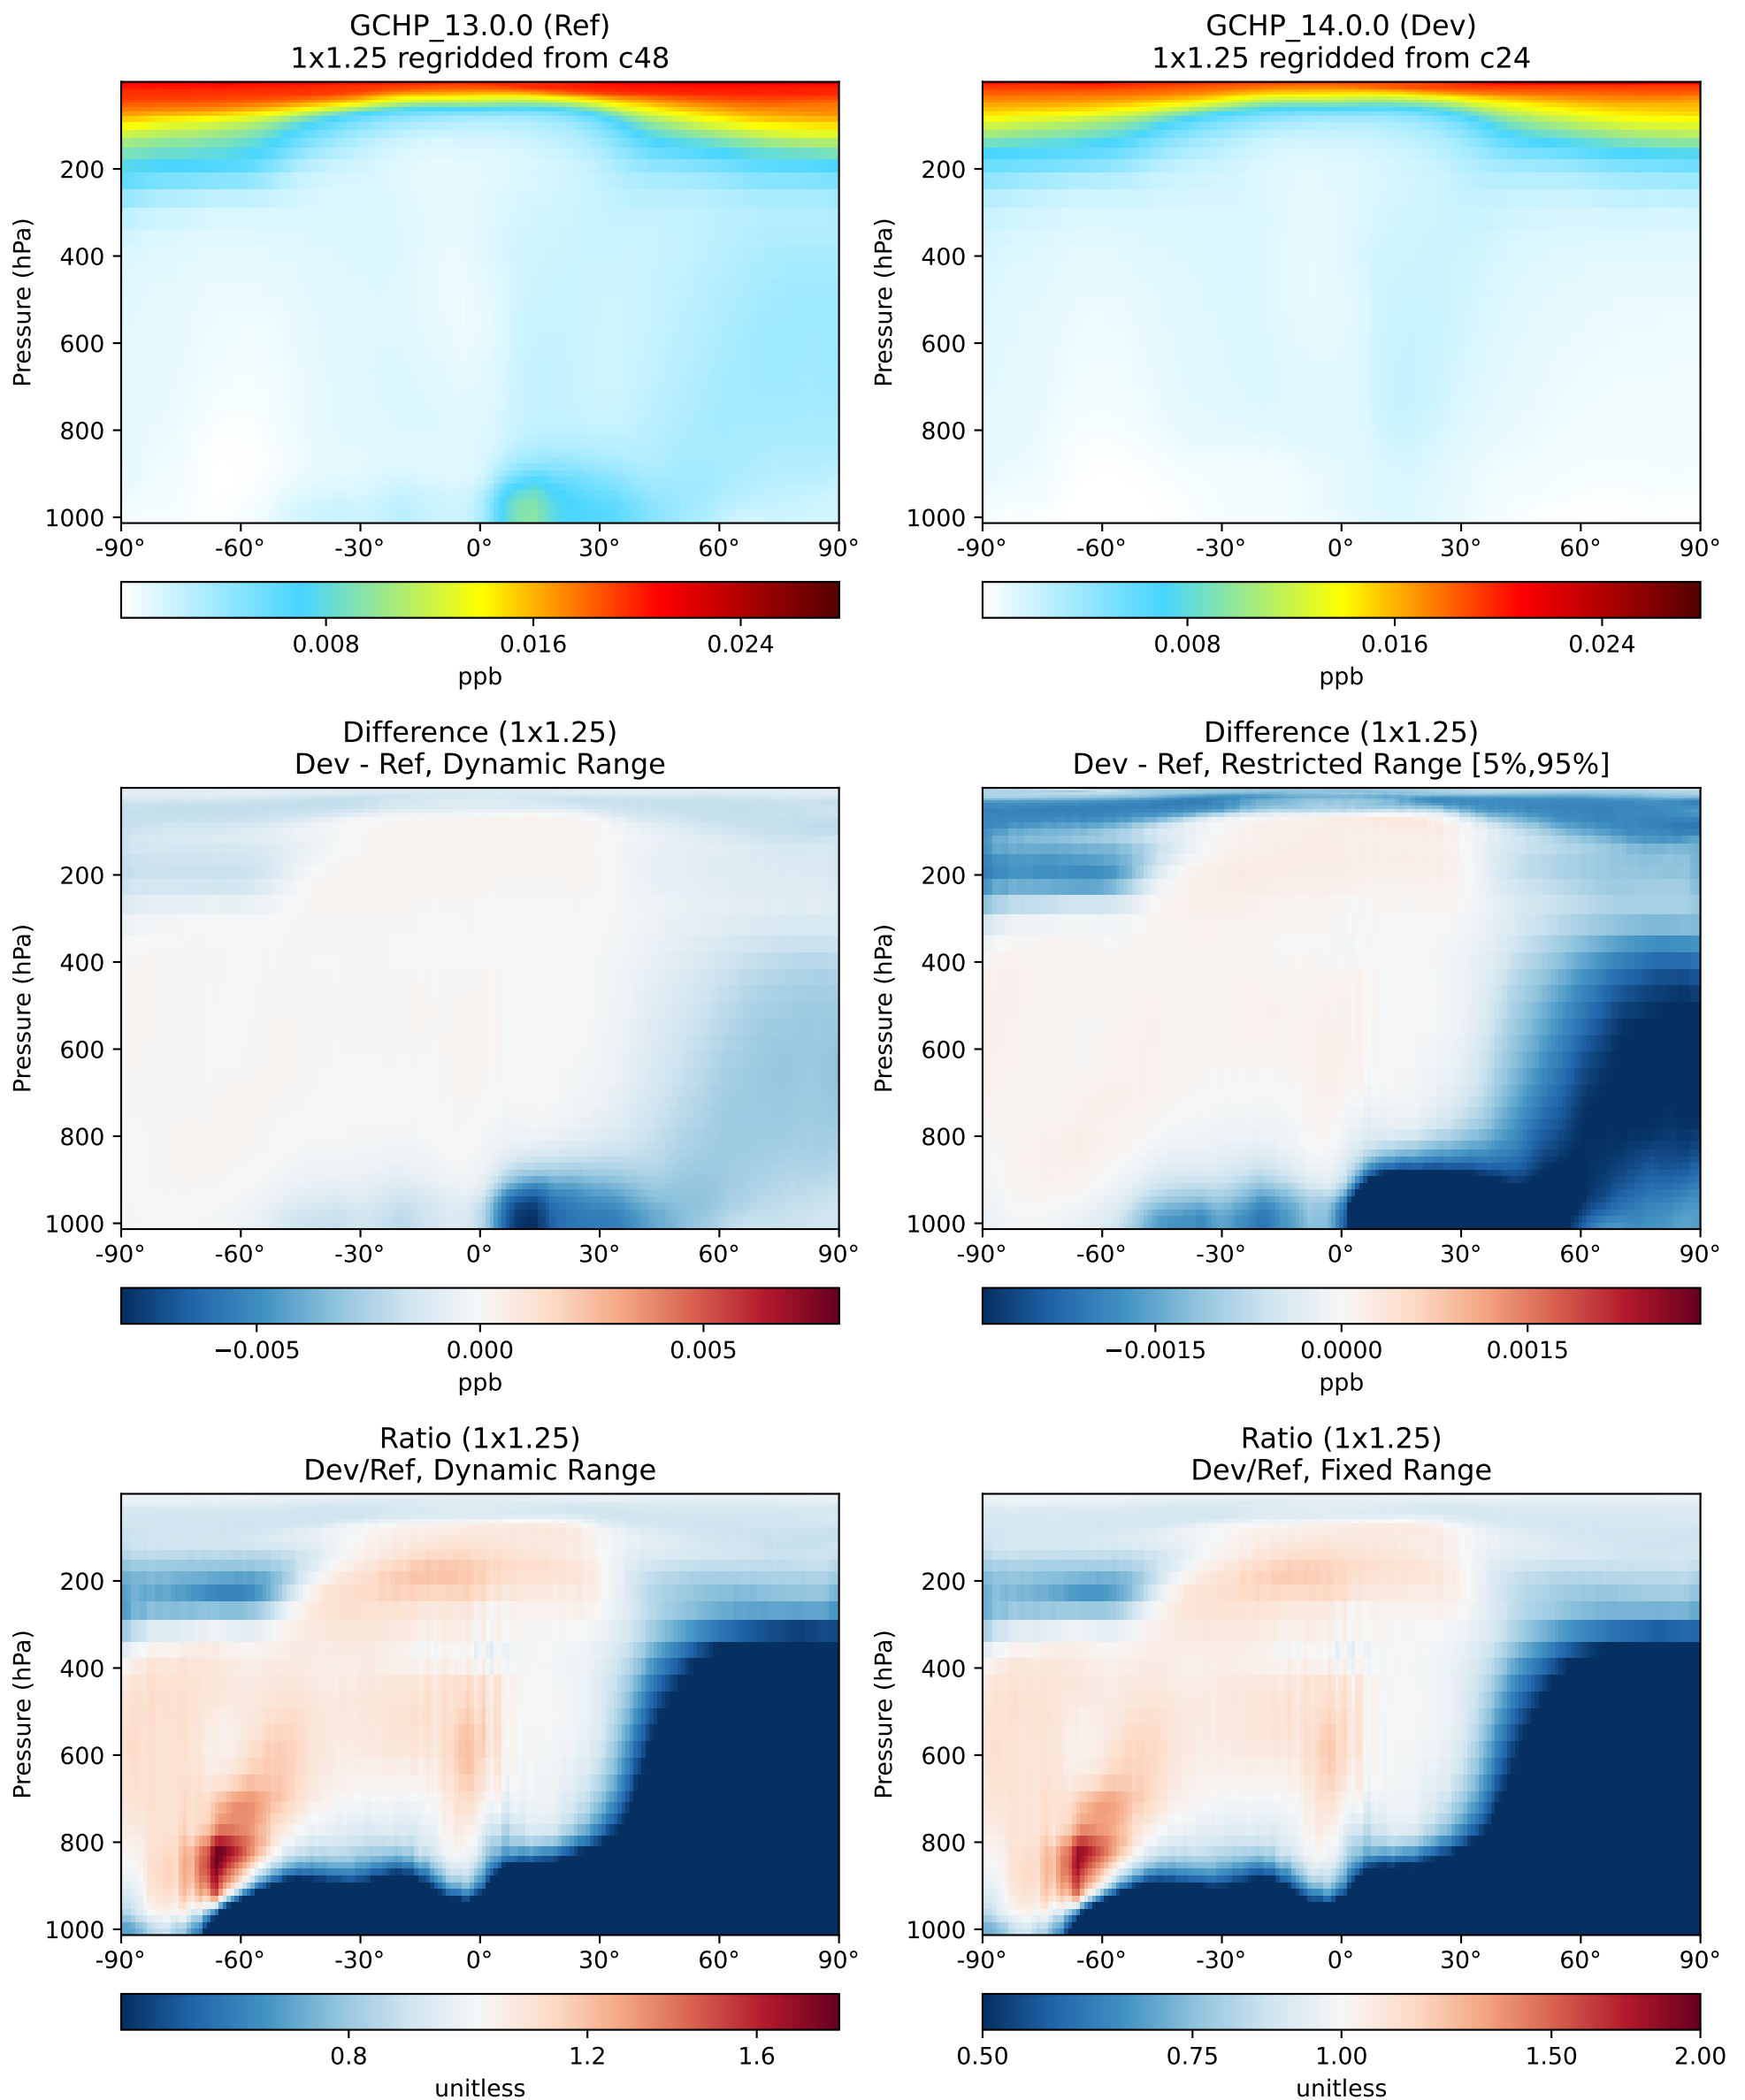 GCHP_13.0.0 (Ref)
1x1.25 regridded from c48
Pressure (hPa)
200
400
600
800
1000
-90° -60° -30° 0° 30° 60° 90°
0.008 0.016 0.024
ppb
GCHP_14.0.0 (Dev)
1x1.25 regridded from c24
Pressure (hPa)
200
400
600
800
1000
-90° -60° -30° 0° 30° 60° 90°
0.008 0.016 0.024
ppb
Difference (1x1.25)
Dev - Ref, Dynamic Range
Pressure (hPa)
200
400
600
800
1000
-90° -60° -30° 0° 30° 60° 90°
−0.005 0.000 0.005
ppb
Difference (1x1.25)
Dev - Ref, Restricted Range [5%,95%]
Pressure (hPa)
200
400
600
800
1000
-90° -60° -30° 0° 30° 60° 90°
−0.0015 0.0000 0.0015
ppb
Ratio (1x1.25)
Dev/Ref, Dynamic Range
Pressure (hPa)
200
400
600
800
1000
-90° -60° -30° 0° 30° 60° 90°
0.8 1.2 1.6
unitless
Ratio (1x1.25)
Dev/Ref, Fixed Range
Pressure (hPa)
200
400
600
800
1000
-90° -60° -30° 0° 30° 60° 90°
0.50 0.75 1.00 1.50 2.00
unitless